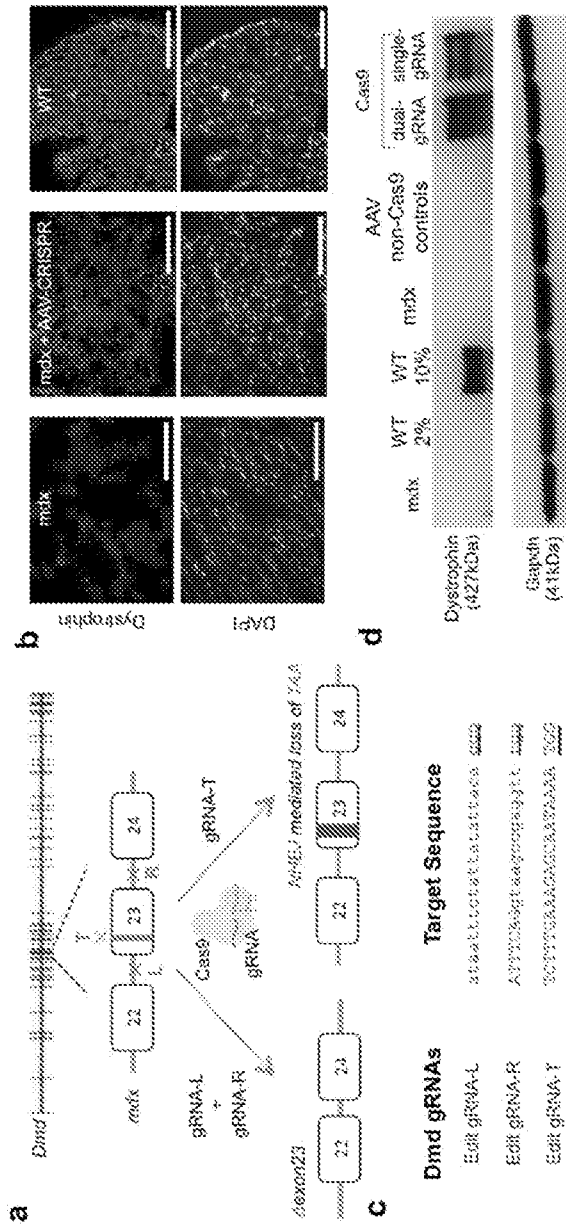 a
Dmd
22
23
24
mdx
T
L
R
gRNA-L
+
gRNA-R
Cas9
gRNA
gRNA-T
Δexon23
NHEJ mediated loss of TAA
22
23
22
23
24
b
mdx
mdx + AAV-CRISPR
WT
Dystrophin
DAPI
c
Dmd gRNAs
Target Sequence
Edit gRNA-L
Edit gRNA-R
Edit gRNA-T
d
mdx
WT 2%
WT 10%
mdx
AAV non-Cas9 controls
Cas9
dual-gRNA
single-gRNA
Dystrophin (427kDa)
Gapdh (41kDa)